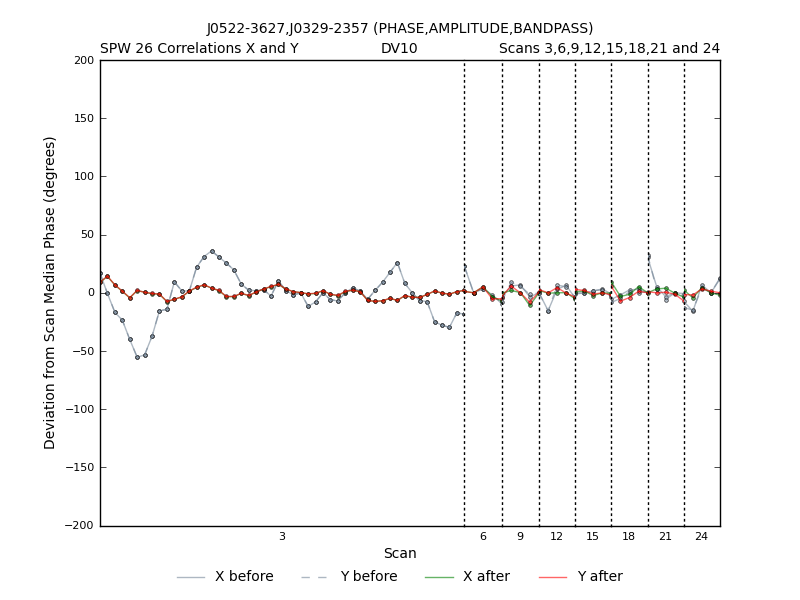 J0522-3627,J0329-2357 (PHASE,AMPLITUDE,BANDPASS)
SPW 26 Correlations X and Y DV10 Scans 3,6,9,12,15,18,21 and 24
200
150
100
50
0
−50
−100
−150
−200
Deviation from Scan Median Phase (degrees)
3 6 9 12 15 18 21 24
Scan
X before Y before X after Y after